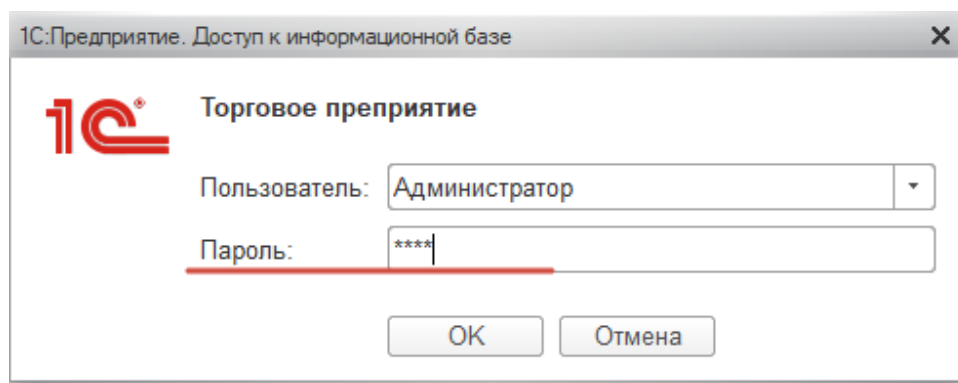 1С:Предприятие. Доступ к информационной базе
1С®
Торговое преприятие
Пользователь: Администратор
Пароль: ****
OK Отмена